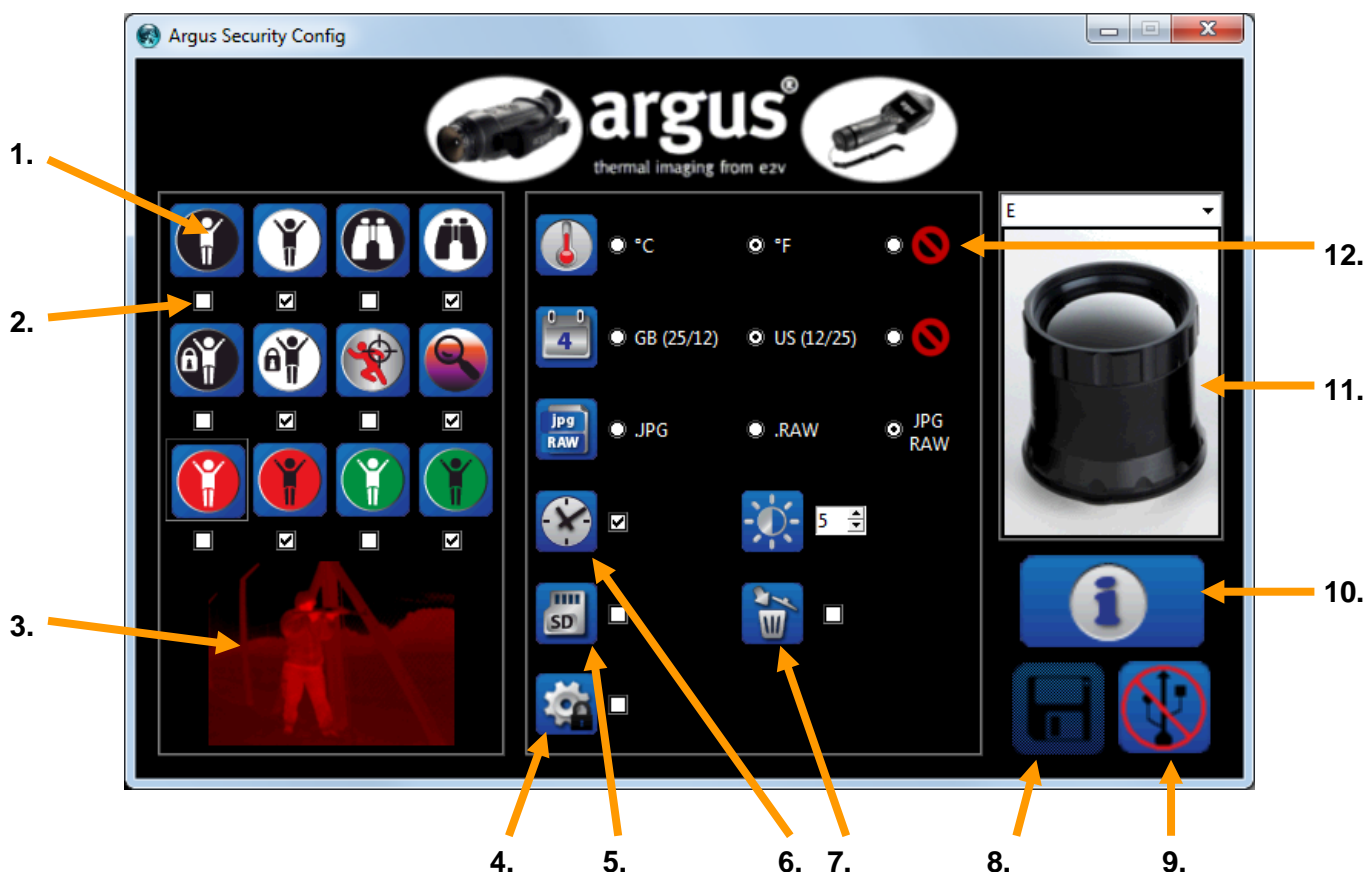 Argus Security Config
argus®
thermal imaging from e2v
1.
2.
3.
E
°C
°F
12.
4
GB (25/12)
US (12/25)
jpg
RAW
.JPG
.RAW
JPG
RAW
11.
5
SD
i
10.
4.
5.
6.
7.
8.
9.